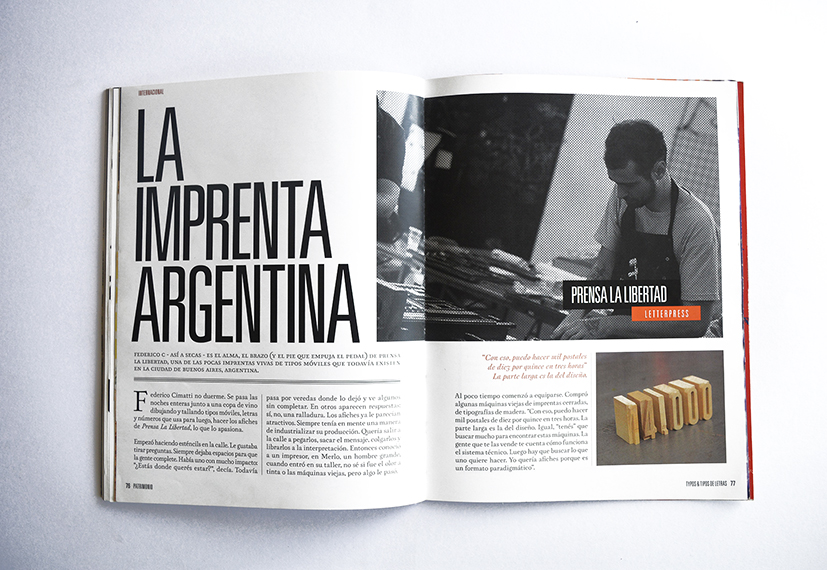 INTERNACIONAL
LA
IMPRENTA
ARGENTINA
FEDERICO C - ASÍ A SECAS - ES EL ALMA, EL BRAZO (Y EL PIE QUE EMPUJA EL PEDAL) DE PRENSA
LA LIBERTAD, UNA DE LAS POCAS IMPRENTAS VIVAS DE TIPOS MÓVILES QUE TODAVÍA EXISTEN
EN LA CIUDAD DE BUENOS AIRES, ARGENTINA.
Federico Cimatti no duerme. Se pasa las
noches enteras junto a una copa de vino
dibujando y tallando tipos móviles, letras
y números que usa para luego, hacer los afiches
de Prensa La Libertad, lo que lo apasiona.
Empezó haciendo esténcila en la calle. Le gustaba
tirar preguntas. Siempre dejaba espacios para que
la gente complete. Había uno con mucho impacto:
"¿Estás donde querés estar?", decía. Todavía
pasa por veredas donde lo dejó y ve algunos
sin completar. En otros aparecen respuestas
sí, no, una ralladura. Los afiches ya le parecían
atractivos. Siempre tenía en mente una manera
de industrializar su producción. Quería salir a
la calle a pegarlos, sacar el mensaje, colgarlos y
librarlos a la interpretación. Entonces conoció
a un impresor, en Merlo, un hombre grande,
cuando entró en su taller, no sé si fue el olor a
tinta o las máquinas viejas, pero algo le pasó.
76 PATRIMONIO
PRENSA LA LIBERTAD
LETTERPRESS
"Con eso, puedo hacer mil postales
de diez por quince en tres horas"
La parte larga es la del diseño.
Al poco tiempo comenzó a equiparse. Compró
algunas máquinas viejas de imprentas cerradas,
de tipografías de madera. "Con eso, puedo hacer
mil postales de diez por quince en tres horas. La
parte larga es la del diseño. Igual, "tenés" que
buscar mucho para encontrar estas máquinas. La
gente que te las vende te cuenta cómo funciona
el sistema técnico. Luego hay que buscar lo que
uno quiere hacer. Yo quería afiches porque es
un formato paradigmático".
14.000
TYPOS & TIPOS DE LETRAS 77